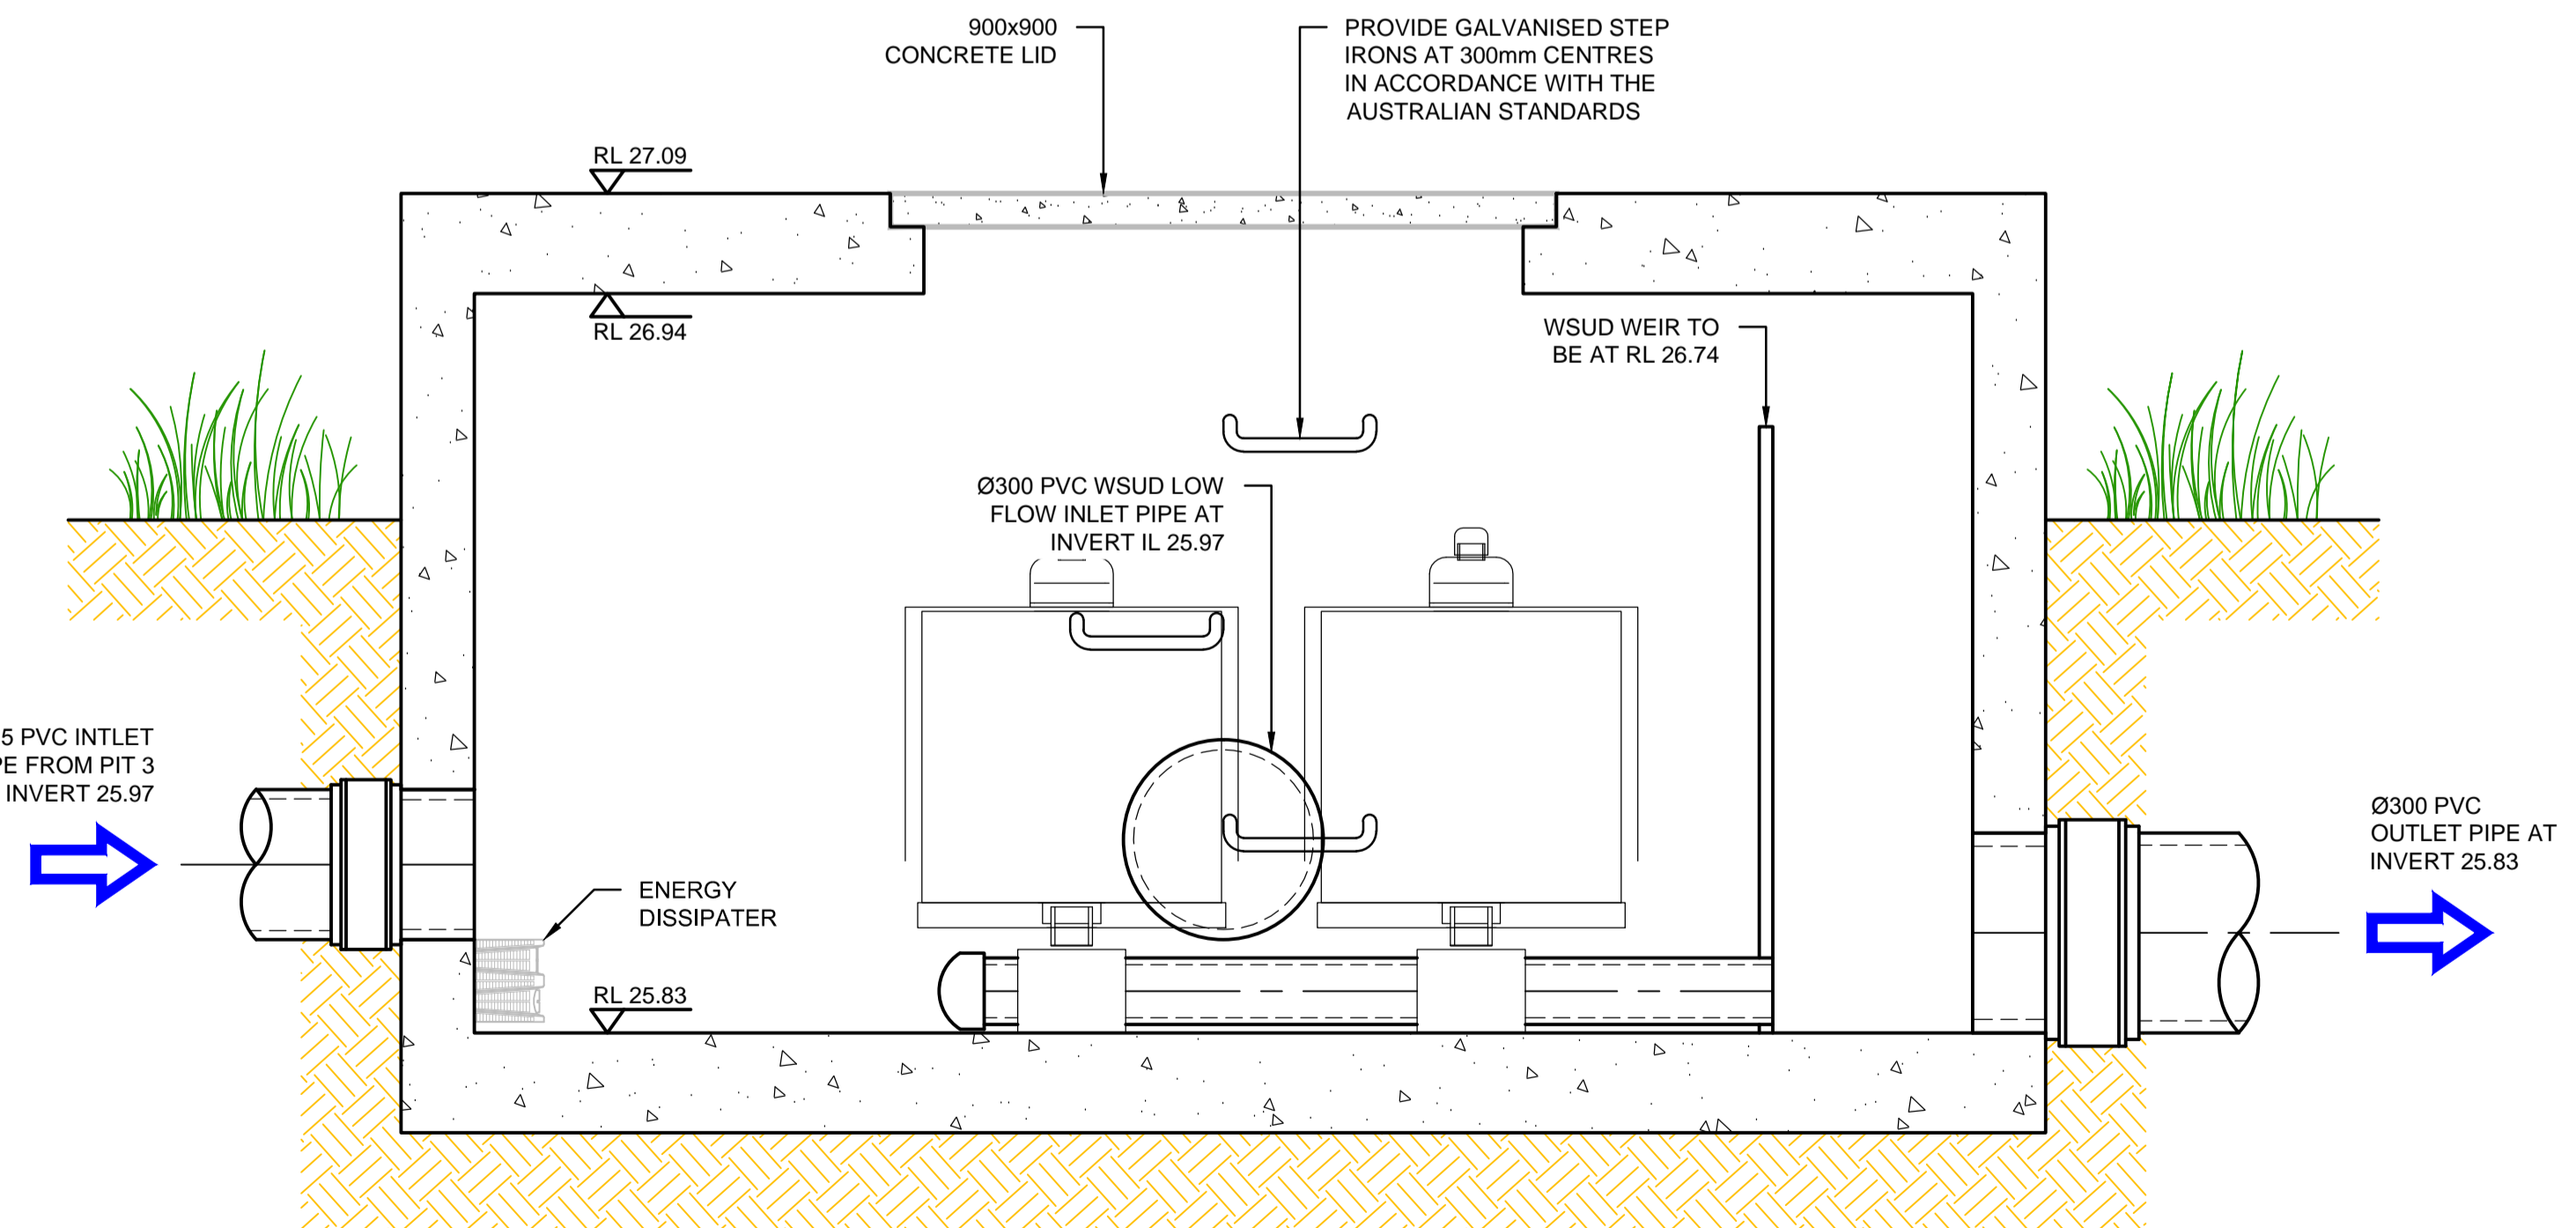 900x900
CONCRETE LID
PROVIDE GALVANISED STEP
IRONS AT 300mm CENTRES
IN ACCORDANCE WITH THE
AUSTRALIAN STANDARDS
RL 27.09
RL 26.94
WSUD WEIR TO
BE AT RL 26.74
Ø300 PVC WSUD LOW
FLOW INLET PIPE AT
INVERT IL 25.97
5 PVC INTLET
PE FROM PIT 3
INVERT 25.97
ENERGY
DISSIPATER
RL 25.83
Ø300 PVC
OUTLET PIPE AT
INVERT 25.83